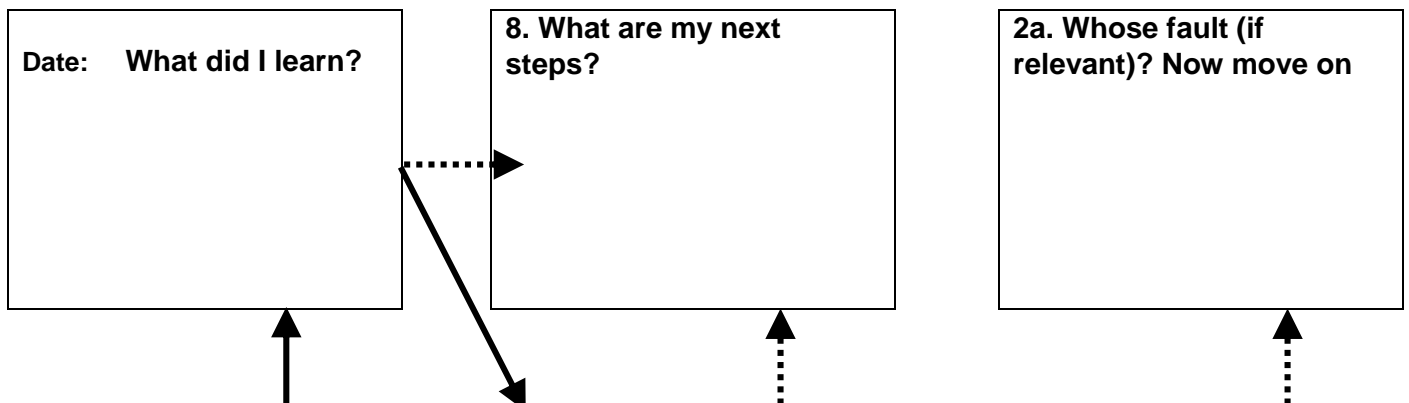 Date: What did I learn?
8. What are my next
steps?
2a. Whose fault (if
relevant)? Now move on